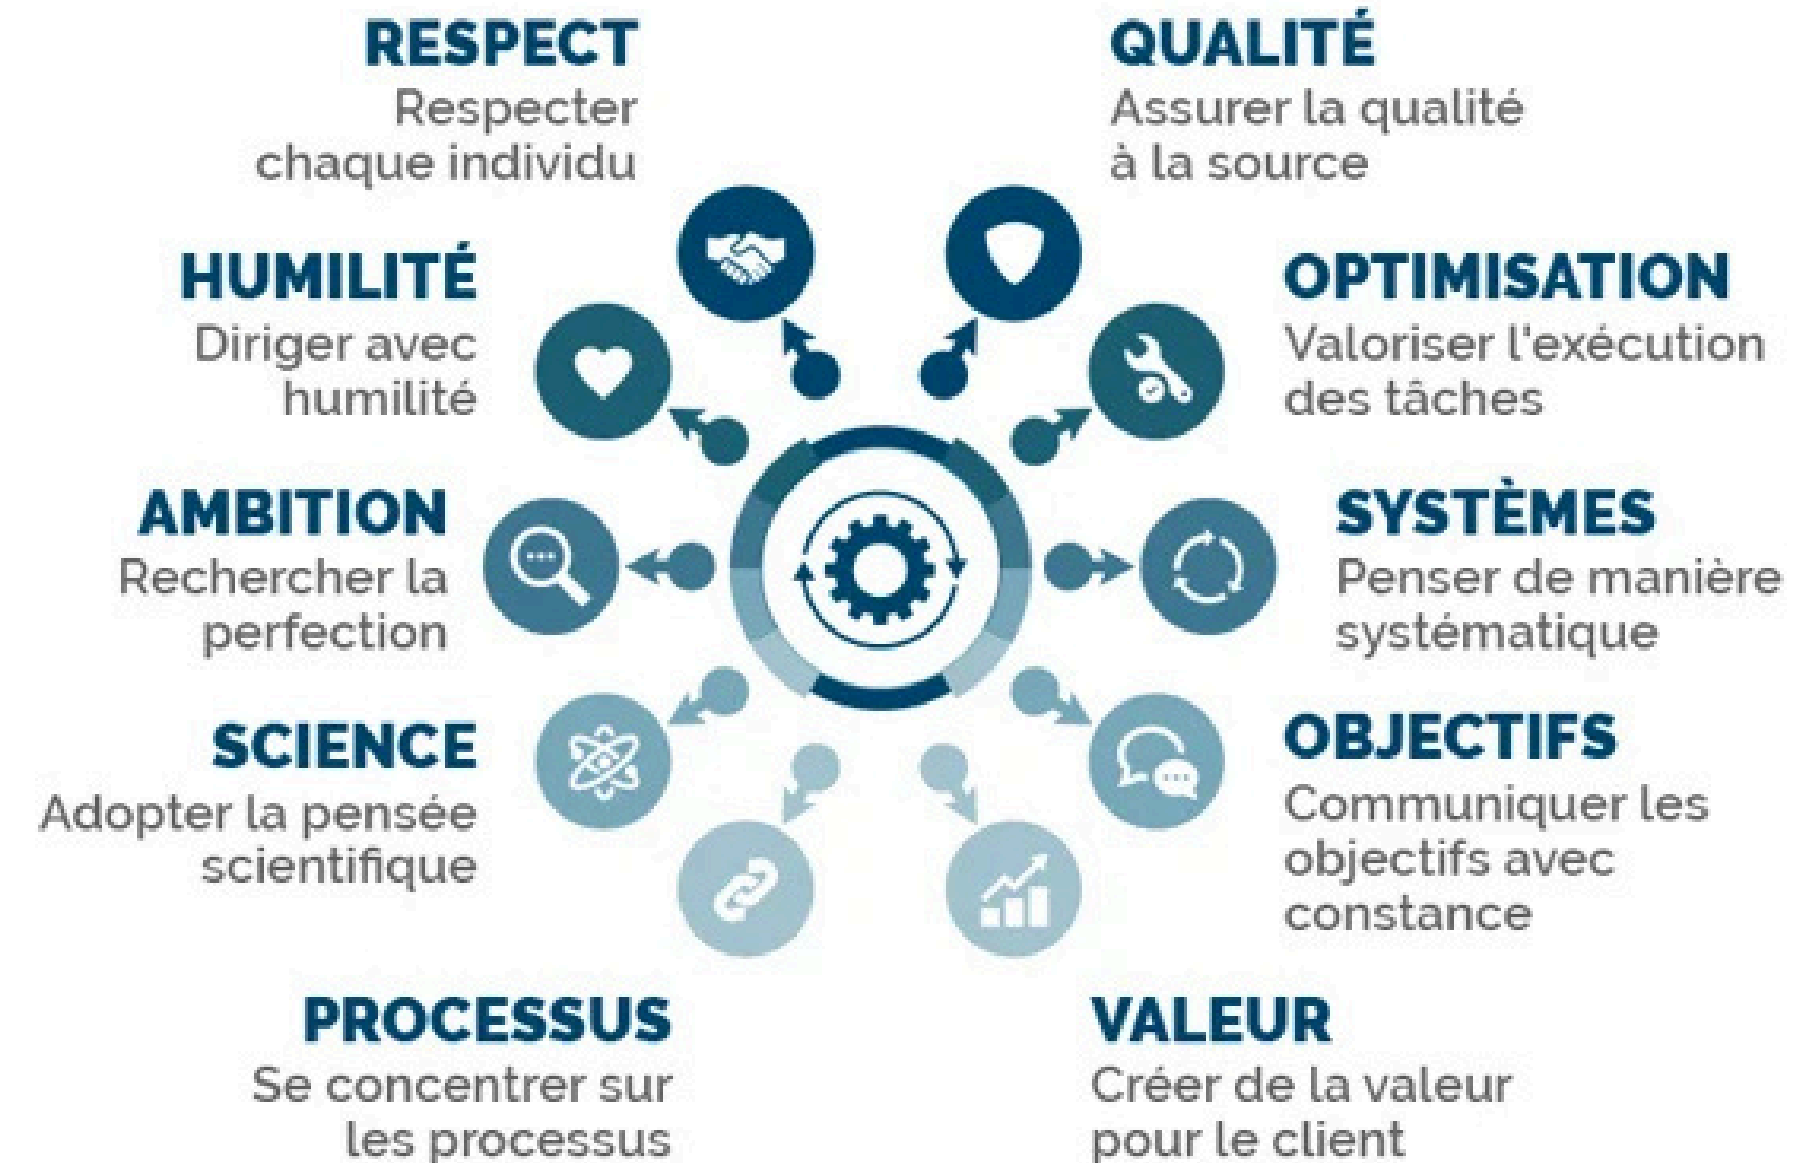 RESPECT
Respecter
chaque individu
QUALITÉ
Assurer la qualité
à la source
HUMILITÉ
Diriger avec
humilité
OPTIMISATION
Valoriser l'exécution
des tâches
AMBITION
Rechercher la
perfection
SYSTÈMES
Penser de manière
systématique
SCIENCE
Adopter la pensée
scientifique
OBJECTIFS
Communiquer les
objectifs avec
constance
PROCESSUS
Se concentrer sur
les processus
VALEUR
Créer de la valeur
pour le client